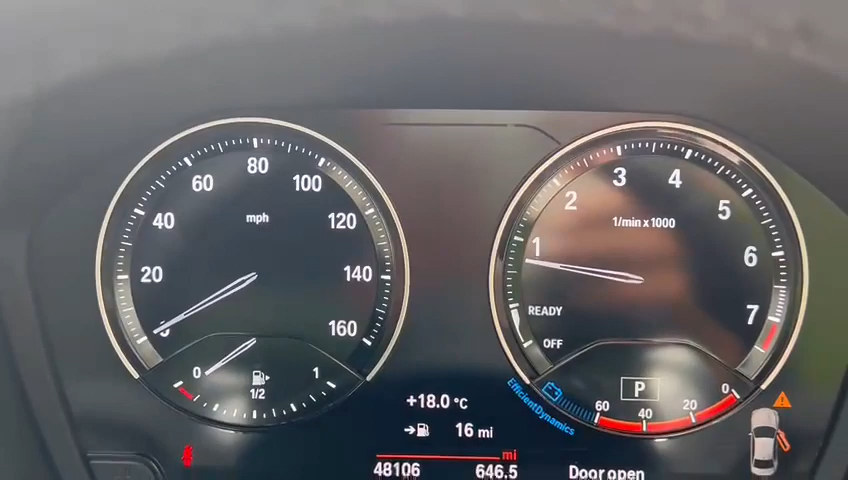 80
60
100
40
mph
120
20
140
160
0
1
1/2
3
2
4
1/min x 1000
5
1
6
READY
7
OFF
P
EfficientDynamics
60
40
20
0
+18.0 °C
16 mi
mi
48106
646.5
Door open